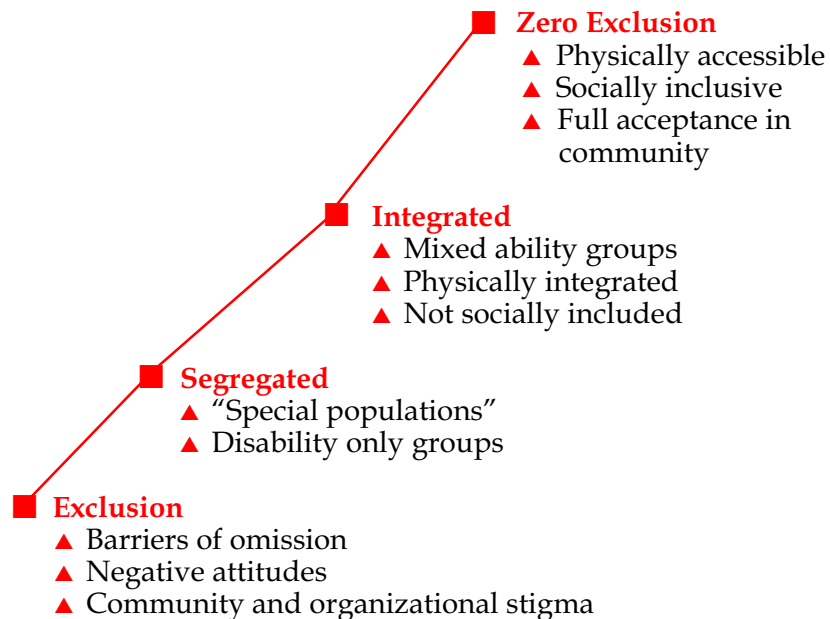 Zero Exclusion
▲ Physically accessible
▲ Socially inclusive
▲ Full acceptance in
community
Integrated
▲ Mixed ability groups
▲ Physically integrated
▲ Not socially included
Segregated
▲ “Special populations”
▲ Disability only groups
Exclusion
▲ Barriers of omission
▲ Negative attitudes
▲ Community and organizational stigma